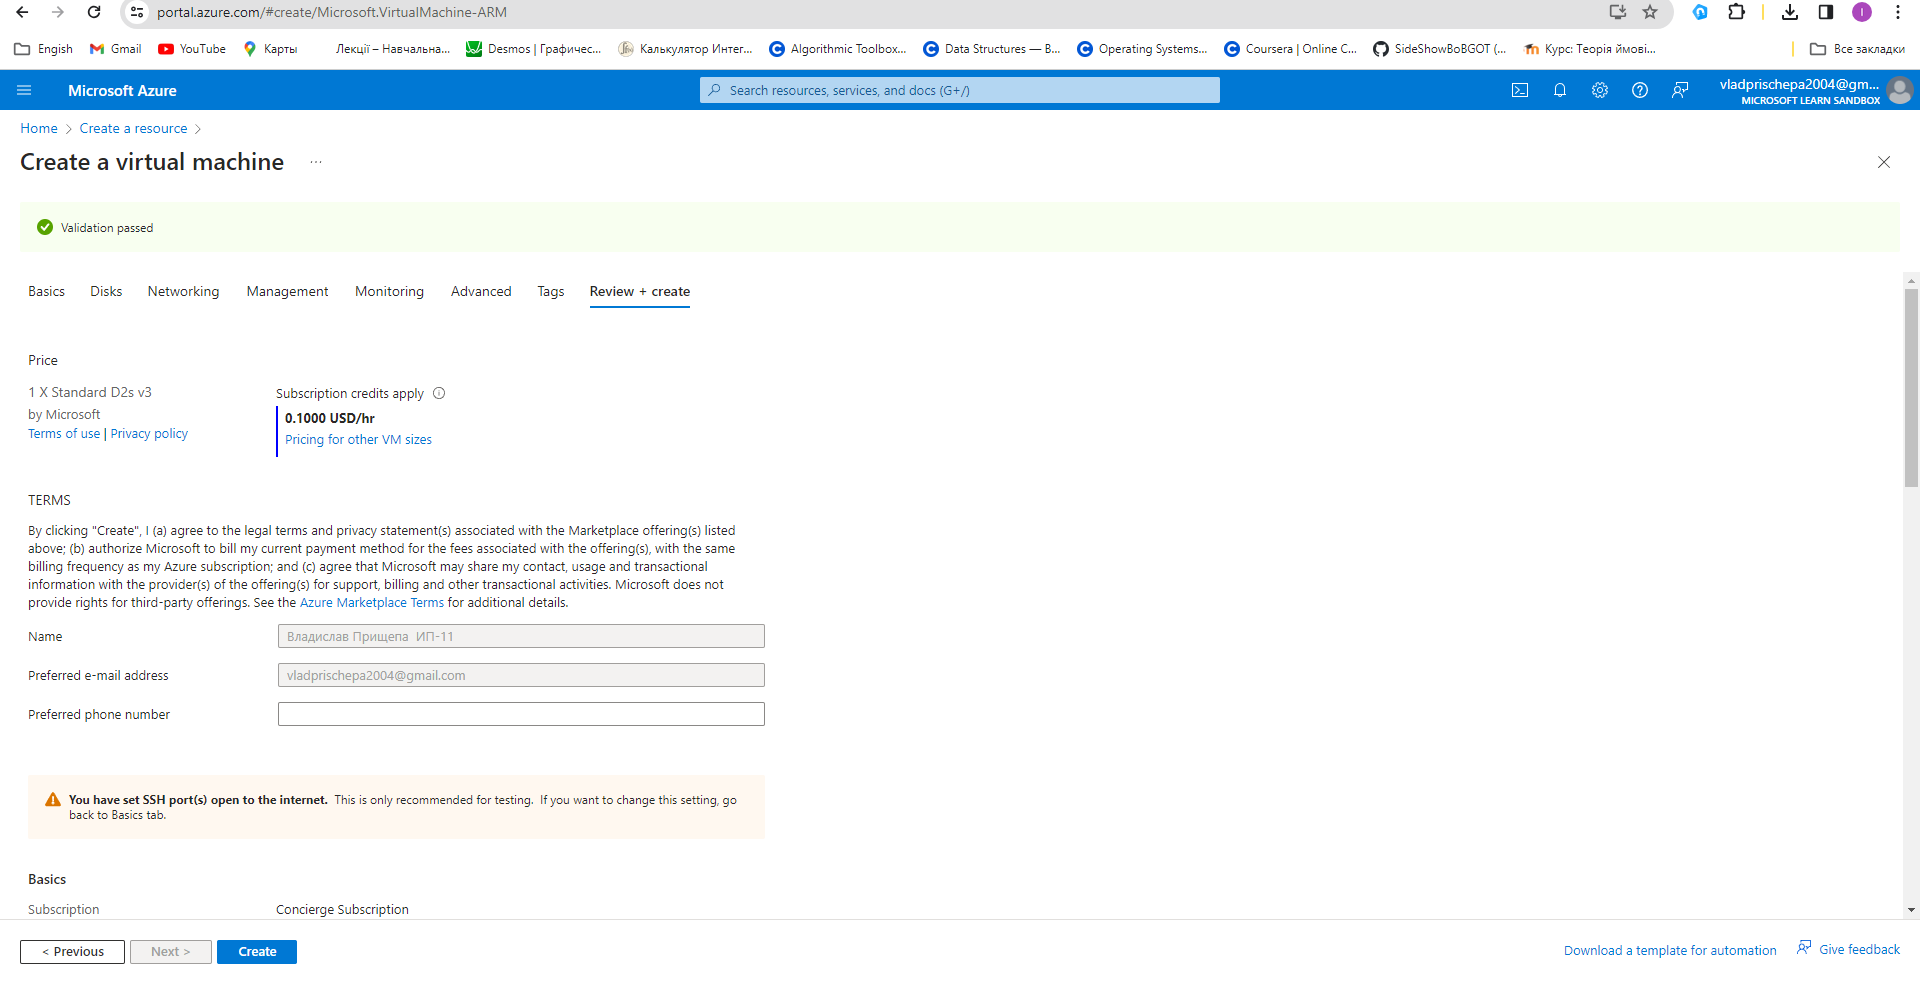 portal.azure.com/#create/Microsoft.VirtualMachine-ARM
Engish Gmail YouTube Карты Лекції – Навчальна... Desmos | Графичес... Калькулятор Интег... Algorithmic Toolbox... Data Structures — В... Operating Systems... Coursera | Online C... SideShowBoBGOT (... Курс: Теорія ймові... Все закладки
Microsoft Azure Search resources, services, and docs (G+/) vladprischepa2004@gm...
MICROSOFT LEARN SANDBOX
Home > Create a resource >
Create a virtual machine ...
Validation passed
Basics Disks Networking Management Monitoring Advanced Tags Review + create
Price
1 X Standard D2s v3
by Microsoft
Terms of use | Privacy policy
Subscription credits apply
0.1000 USD/hr
Pricing for other VM sizes
TERMS
By clicking "Create", I (a) agree to the legal terms and privacy statement(s) associated with the Marketplace offering(s) listed
above; (b) authorize Microsoft to bill my current payment method for the fees associated with the offering(s), with the same
billing frequency as my Azure subscription; and (c) agree that Microsoft may share my contact, usage and transactional
information with the provider(s) of the offering(s) for support, billing and other transactional activities. Microsoft does not
provide rights for third-party offerings. See the Azure Marketplace Terms for additional details.
Name Владислав Прищепа ИП-11
Preferred e-mail address vladprischepa2004@gmail.com
Preferred phone number
You have set SSH port(s) open to the internet. This is only recommended for testing. If you want to change this setting, go
back to Basics tab.
Basics
Subscription Concierge Subscription
< Previous Next > Create Download a template for automation Give feedback